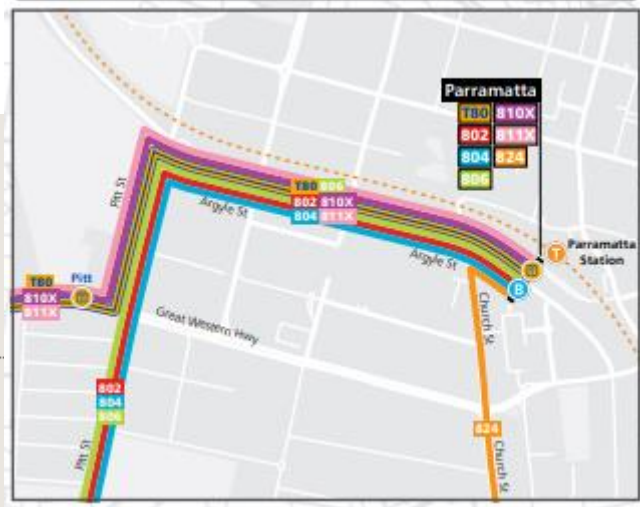 Parramatta
T80 810X
802 811X
804 824
806
Pitt St
T80 806
802 810X
804 811X
Argyle St
Argyle St
T Parramatta
Station
B
T80
Pitt
810X
811X
Church St
Great Western Hwy
802
804
806
824
Pitt St
Church St